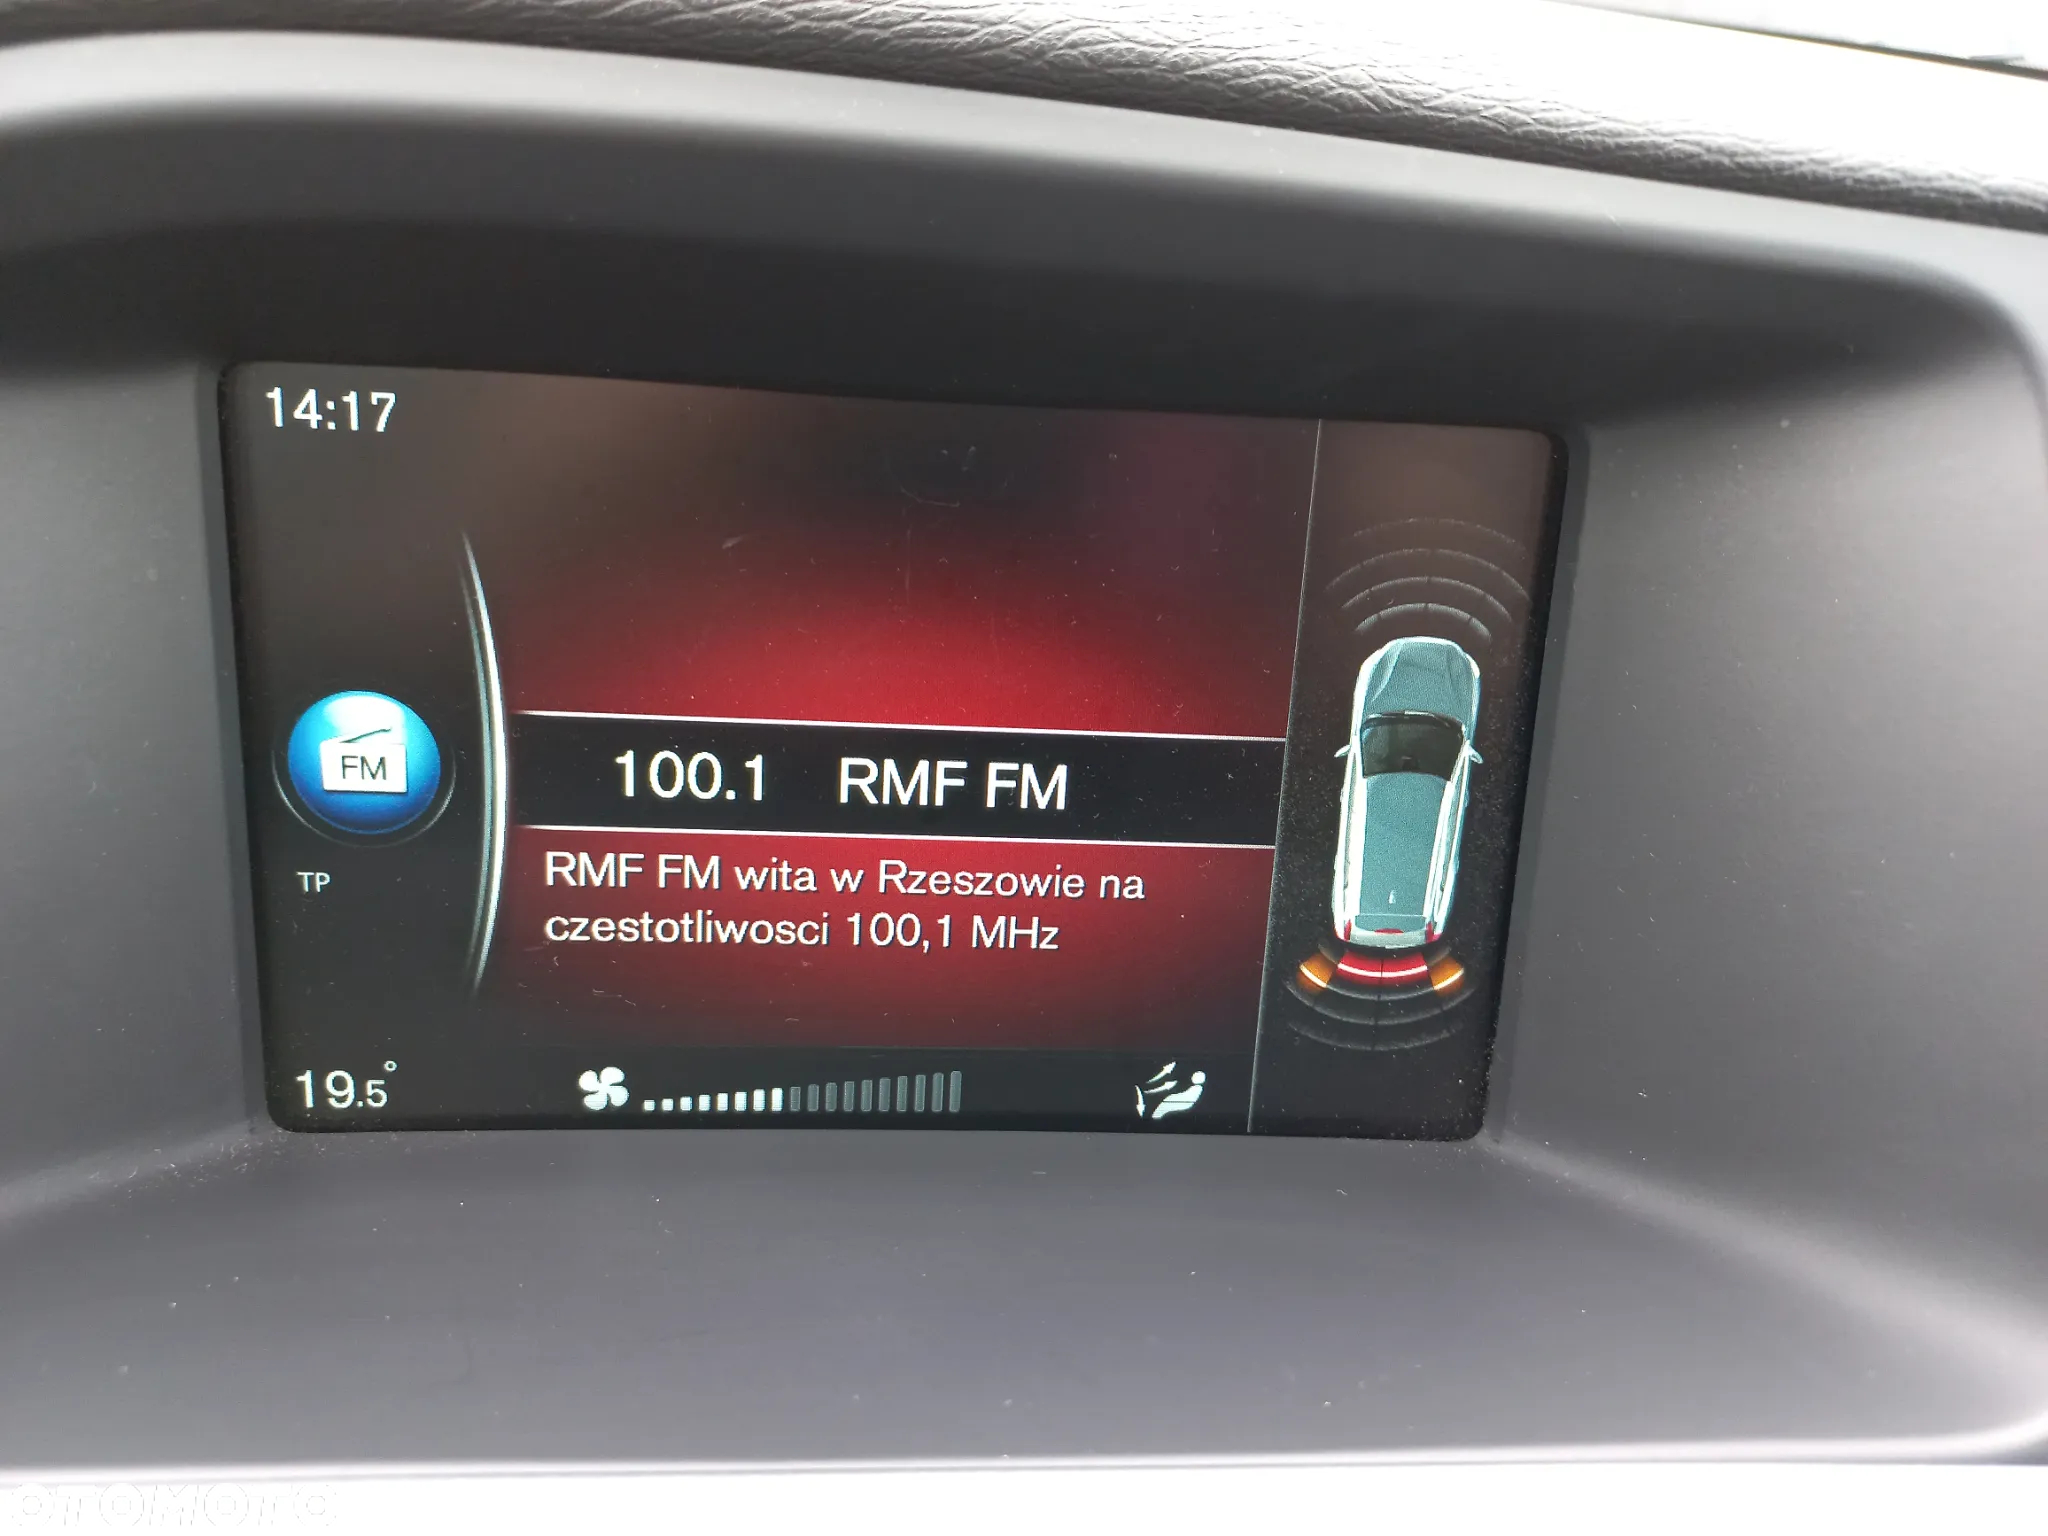 14:17
FM
100.1 RMF FM
TP
RMF FM wita w Rzeszowie na
czestotliwosci 100,1 MHz
19.5°
OTOMOTO